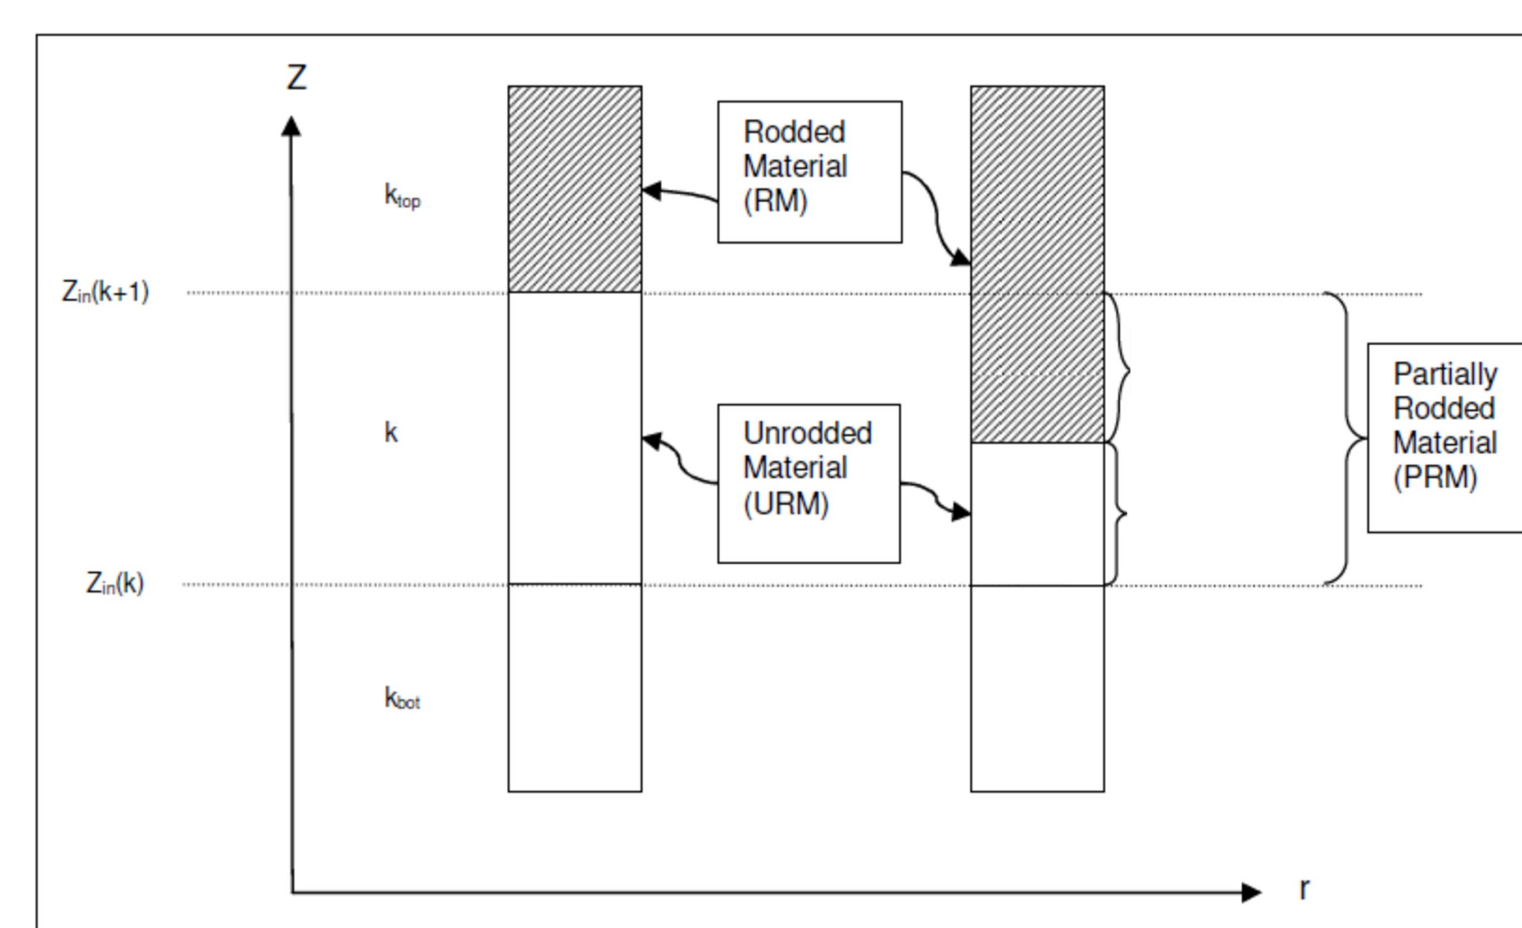 Z
Rodded
Material
(RM)
ktop
Zin(k+1)
Partially
Rodded
Material
(PRM)
k
Unrodded
Material
(URM)
Zin(k)
kbot
r